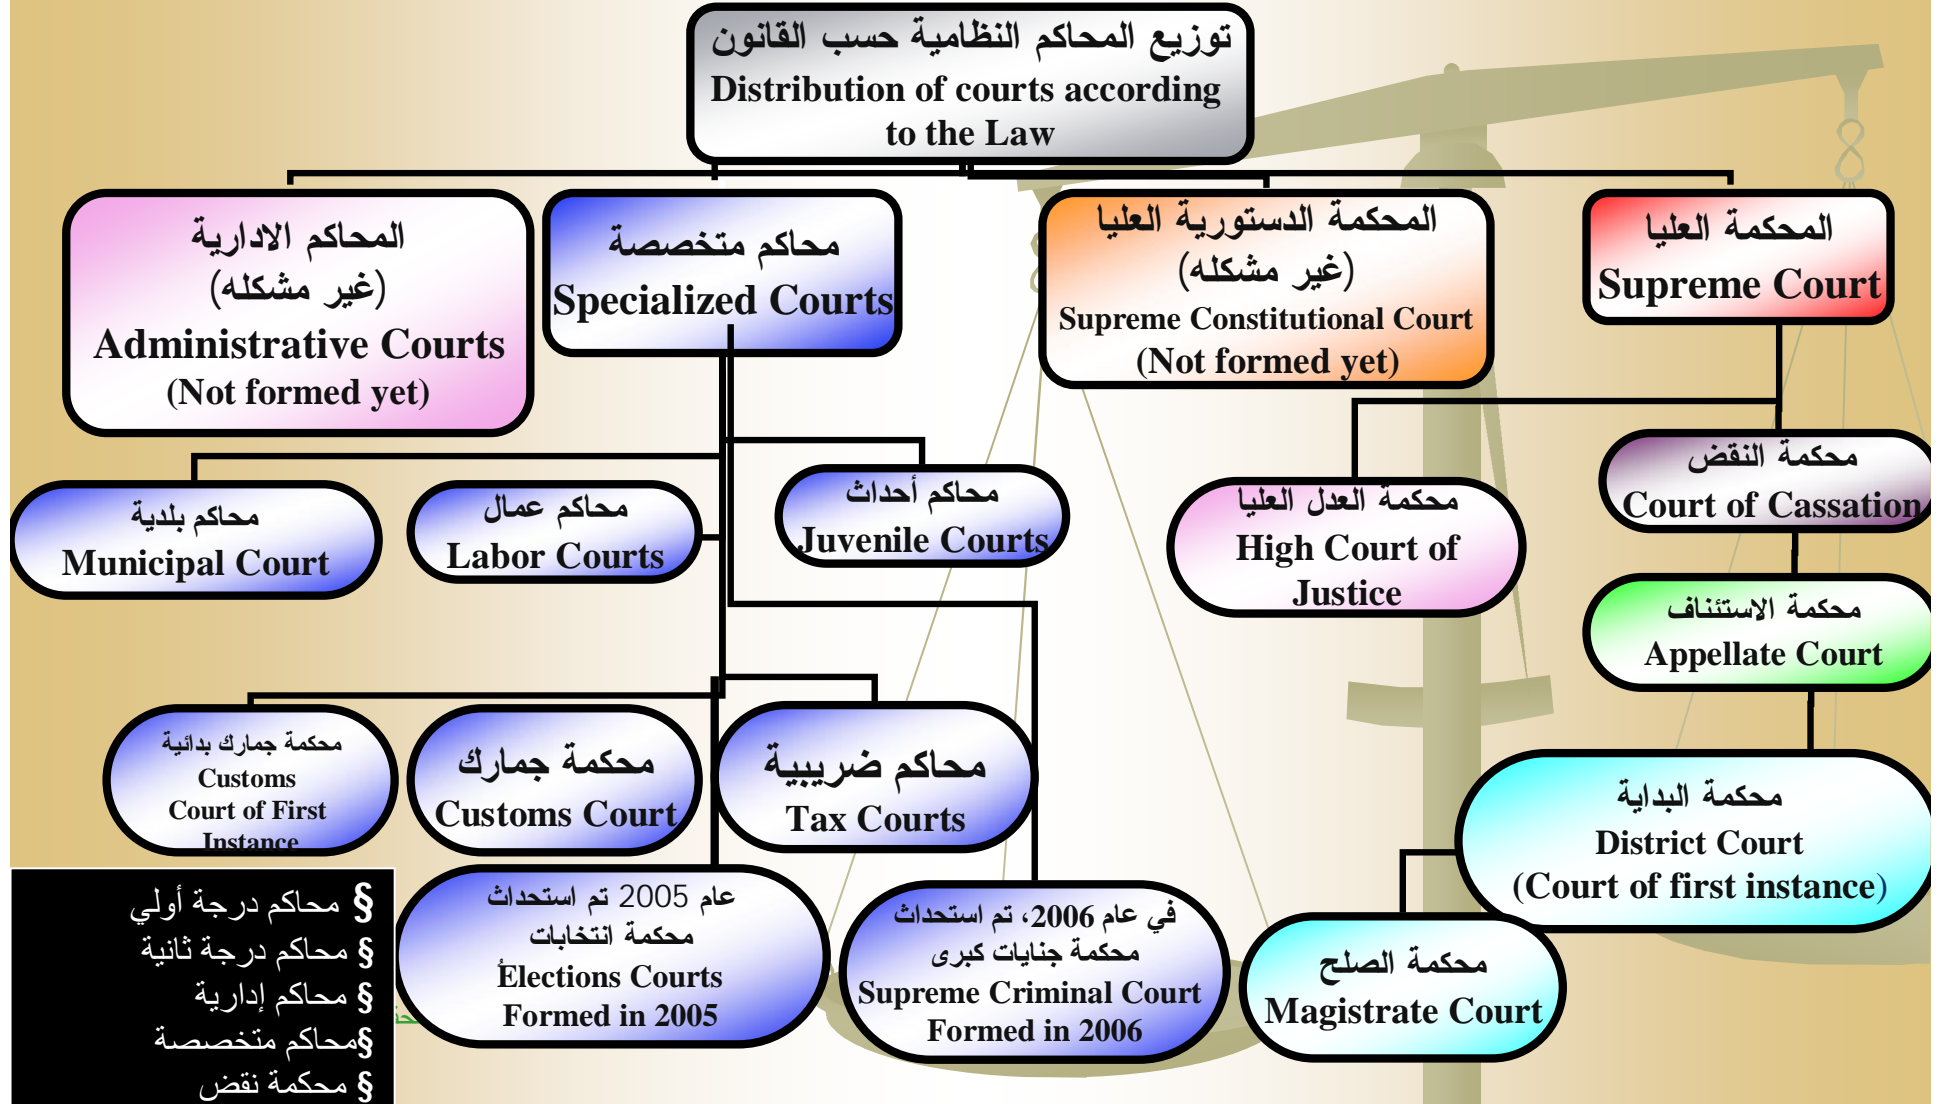 توزيع المحاكم النظامية حسب القانون
Distribution of courts according
to the Law
المحاكم الادارية
(غير مشكله)
Administrative Courts
(Not formed yet)
محاكم متخصصة
Specialized Courts
المحكمة الدستورية العليا
(غير مشكله)
Supreme Constitutional Court
(Not formed yet)
المحكمة العليا
Supreme Court
محاكم بلدية
Municipal Court
محاكم عمال
Labor Courts
محاكم أحداث
Juvenile Courts
محكمة العدل العليا
High Court of
Justice
محكمة النقض
Court of Cassation
محكمة الاستئناف
Appellate Court
محكمة جمارك بدائية
Customs
Court of First
Instance
محكمة جمارك
Customs Court
محاكم ضريبية
Tax Courts
محكمة البداية
District Court
(Court of first instance)
عام 2005 تم استحداث
محكمة انتخابات
Elections Courts
Formed in 2005
في عام 2006، تم استحداث
محكمة جنايات كبرى
Supreme Criminal Court
Formed in 2006
محكمة الصلح
Magistrate Court
§ محاكم درجة أولي
§ محاكم درجة ثانية
§ محاكم إدارية
§محاكم متخصصة
§ محكمة نقض